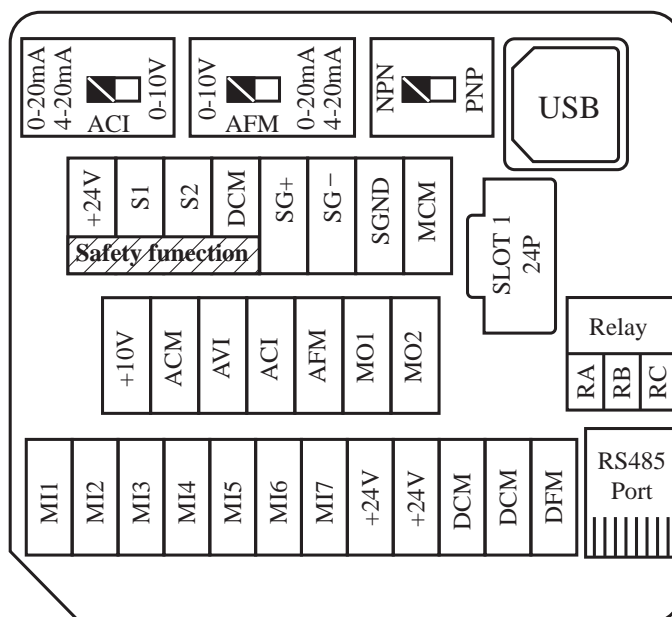 0-20mA
4-20mA
ACI
0-10V
0-10V
AFM
0-20mA
4-20mA
NPN
PNP
USB
+24V
S1
S2
DCM
SG+
SG−
SGND
MCM
Safety funection
SLOT 1
24P
+10V
ACM
AVI
ACI
AFM
MO1
MO2
Relay
RA
RB
RC
MI1
MI2
MI3
MI4
MI5
MI6
MI7
+24V
+24V
DCM
DCM
DFM
RS485
Port